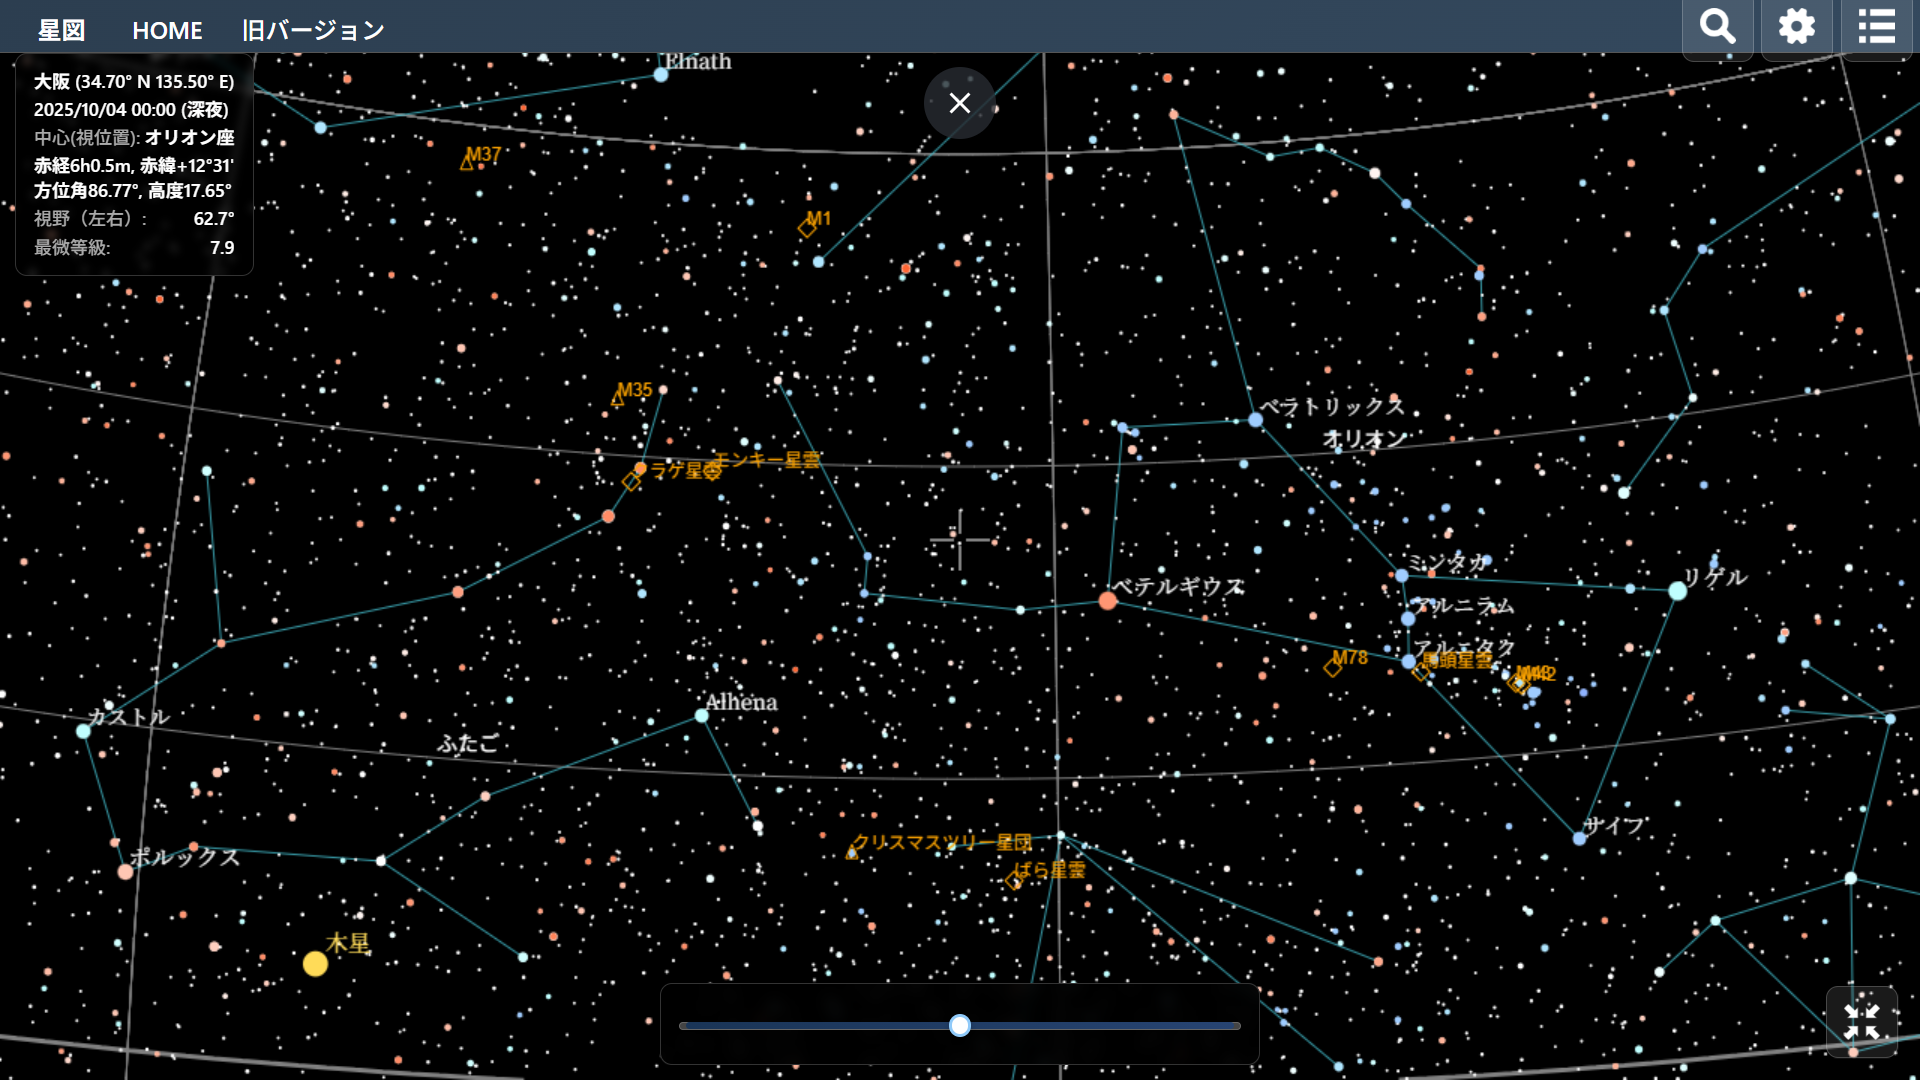 星図 HOME 旧バージョン
大阪 (34.70° N 135.50° E)
2025/10/04 00:00 (深夜)
中心(視位置): オリオン座
赤経6h0.5m, 赤緯+12°31'
方位角86.77°, 高度17.65°
視野（左右）: 62.7°
最微等級: 7.9
Elnath
M37
M1
M35
ベラトリックス
オリオン
クラゲ星雲
モンキー星雲
ミンタカ
リゲル
ベテルギウス
アルニラム
アルニタク
馬頭星雲
M78
M42
Alhena
カストル
ふたご
サイフ
ポルックス
クリスマスツリー星団
ばら星雲
木星